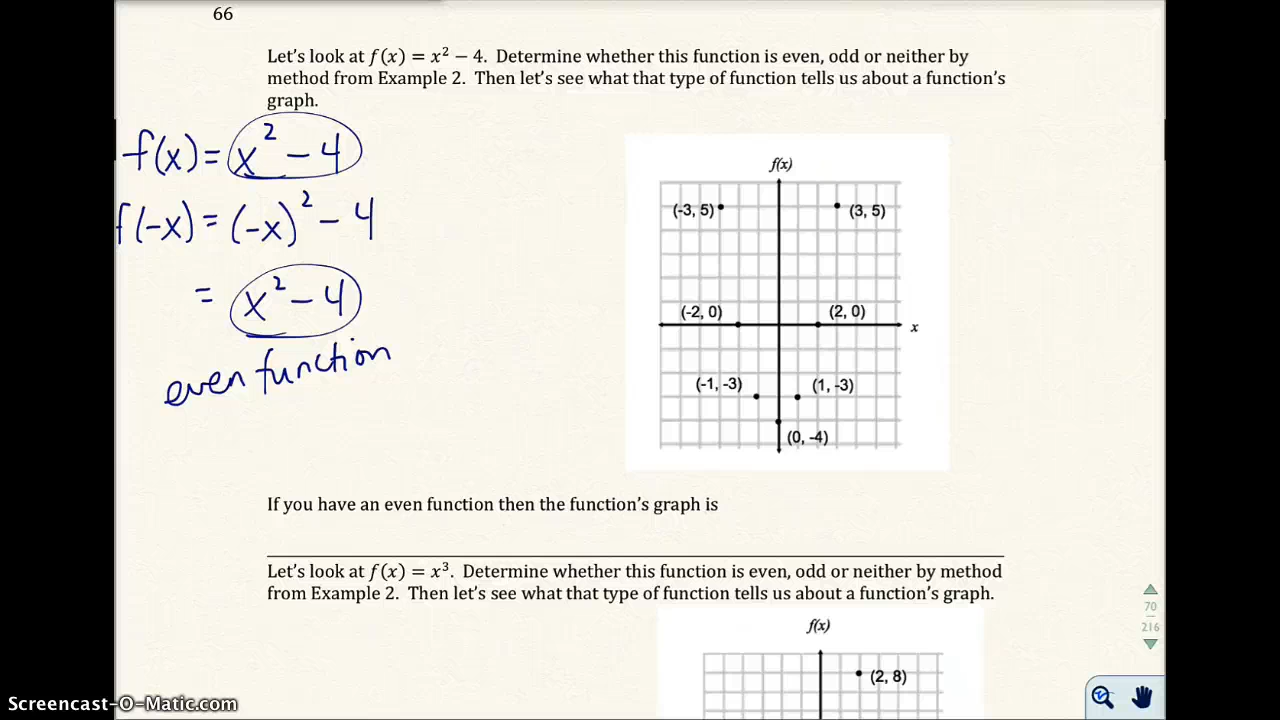 66
Let's look at f(x) = x² − 4. Determine whether this function is even, odd or neither by
method from Example 2. Then let's see what that type of function tells us about a function's
graph.
f(x) = x² − 4
f(-x) = (-x)² − 4
= x² − 4
even function
f(x)
(-3, 5)
(3, 5)
(-2, 0)
(2, 0)
x
(-1, -3)
(1, -3)
(0, -4)
If you have an even function then the function's graph is
Let's look at f(x) = x³. Determine whether this function is even, odd or neither by method
from Example 2. Then let's see what that type of function tells us about a function's graph.
f(x)
(2, 8)
70
216
Screencast-O-Matic.com